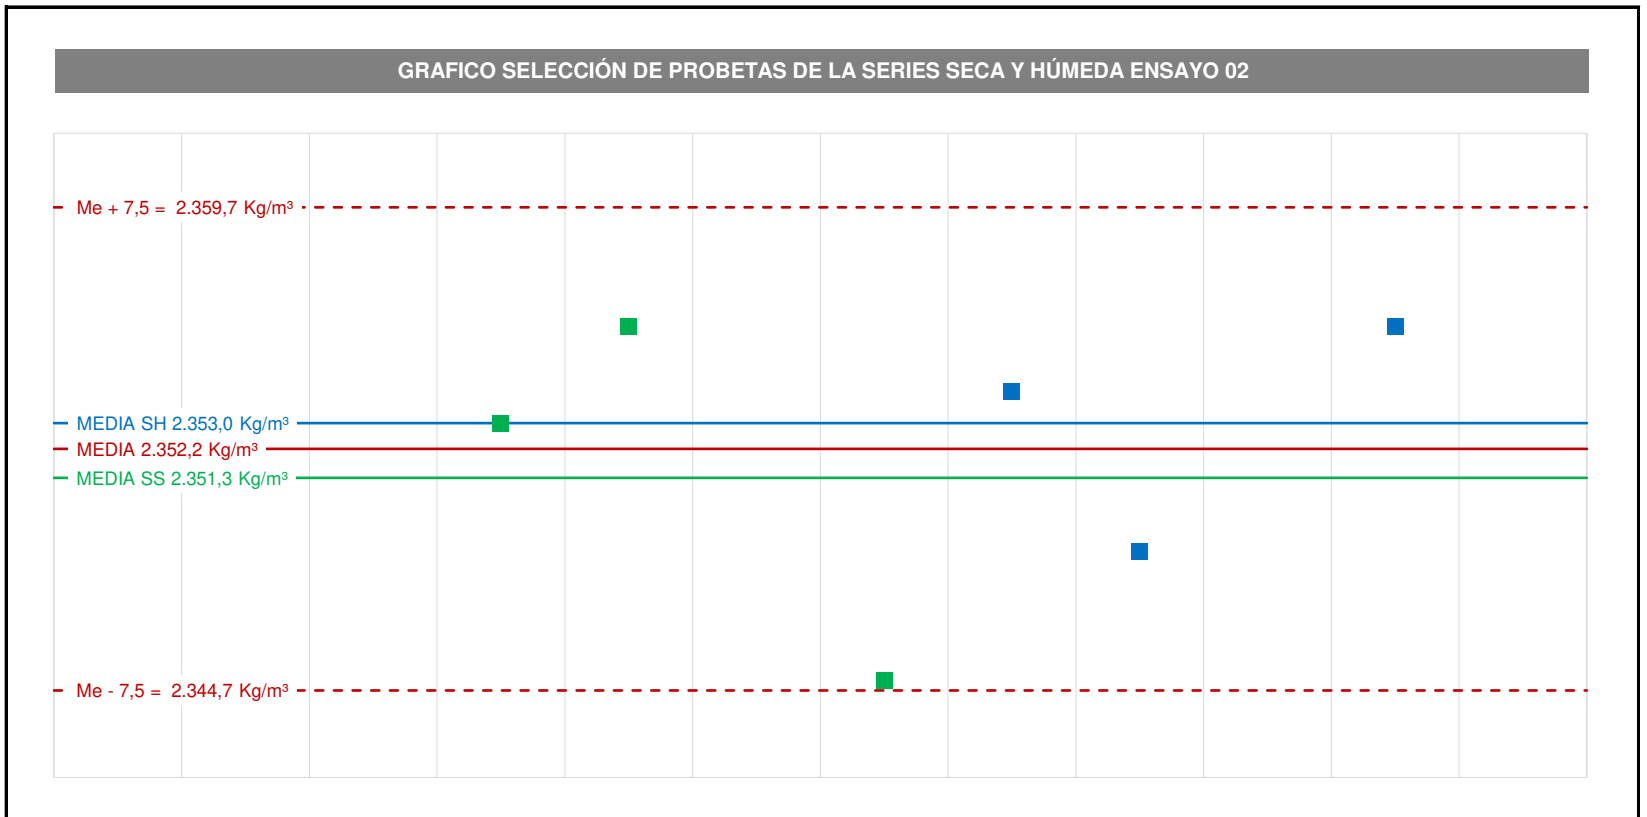 GRAFICO SELECCIÓN DE PROBETAS DE LA SERIES SECA Y HÚMEDA ENSAYO 02
Me + 7,5 = 2.359,7 Kg/m³
MEDIA SH 2.353,0 Kg/m³
MEDIA 2.352,2 Kg/m³
MEDIA SS 2.351,3 Kg/m³
Me - 7,5 = 2.344,7 Kg/m³